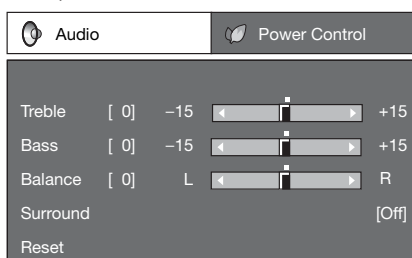 Audio Power Control
Treble [ 0] −15 +15
Bass [ 0] −15 +15
Balance [ 0] L R
Surround [Off]
Reset